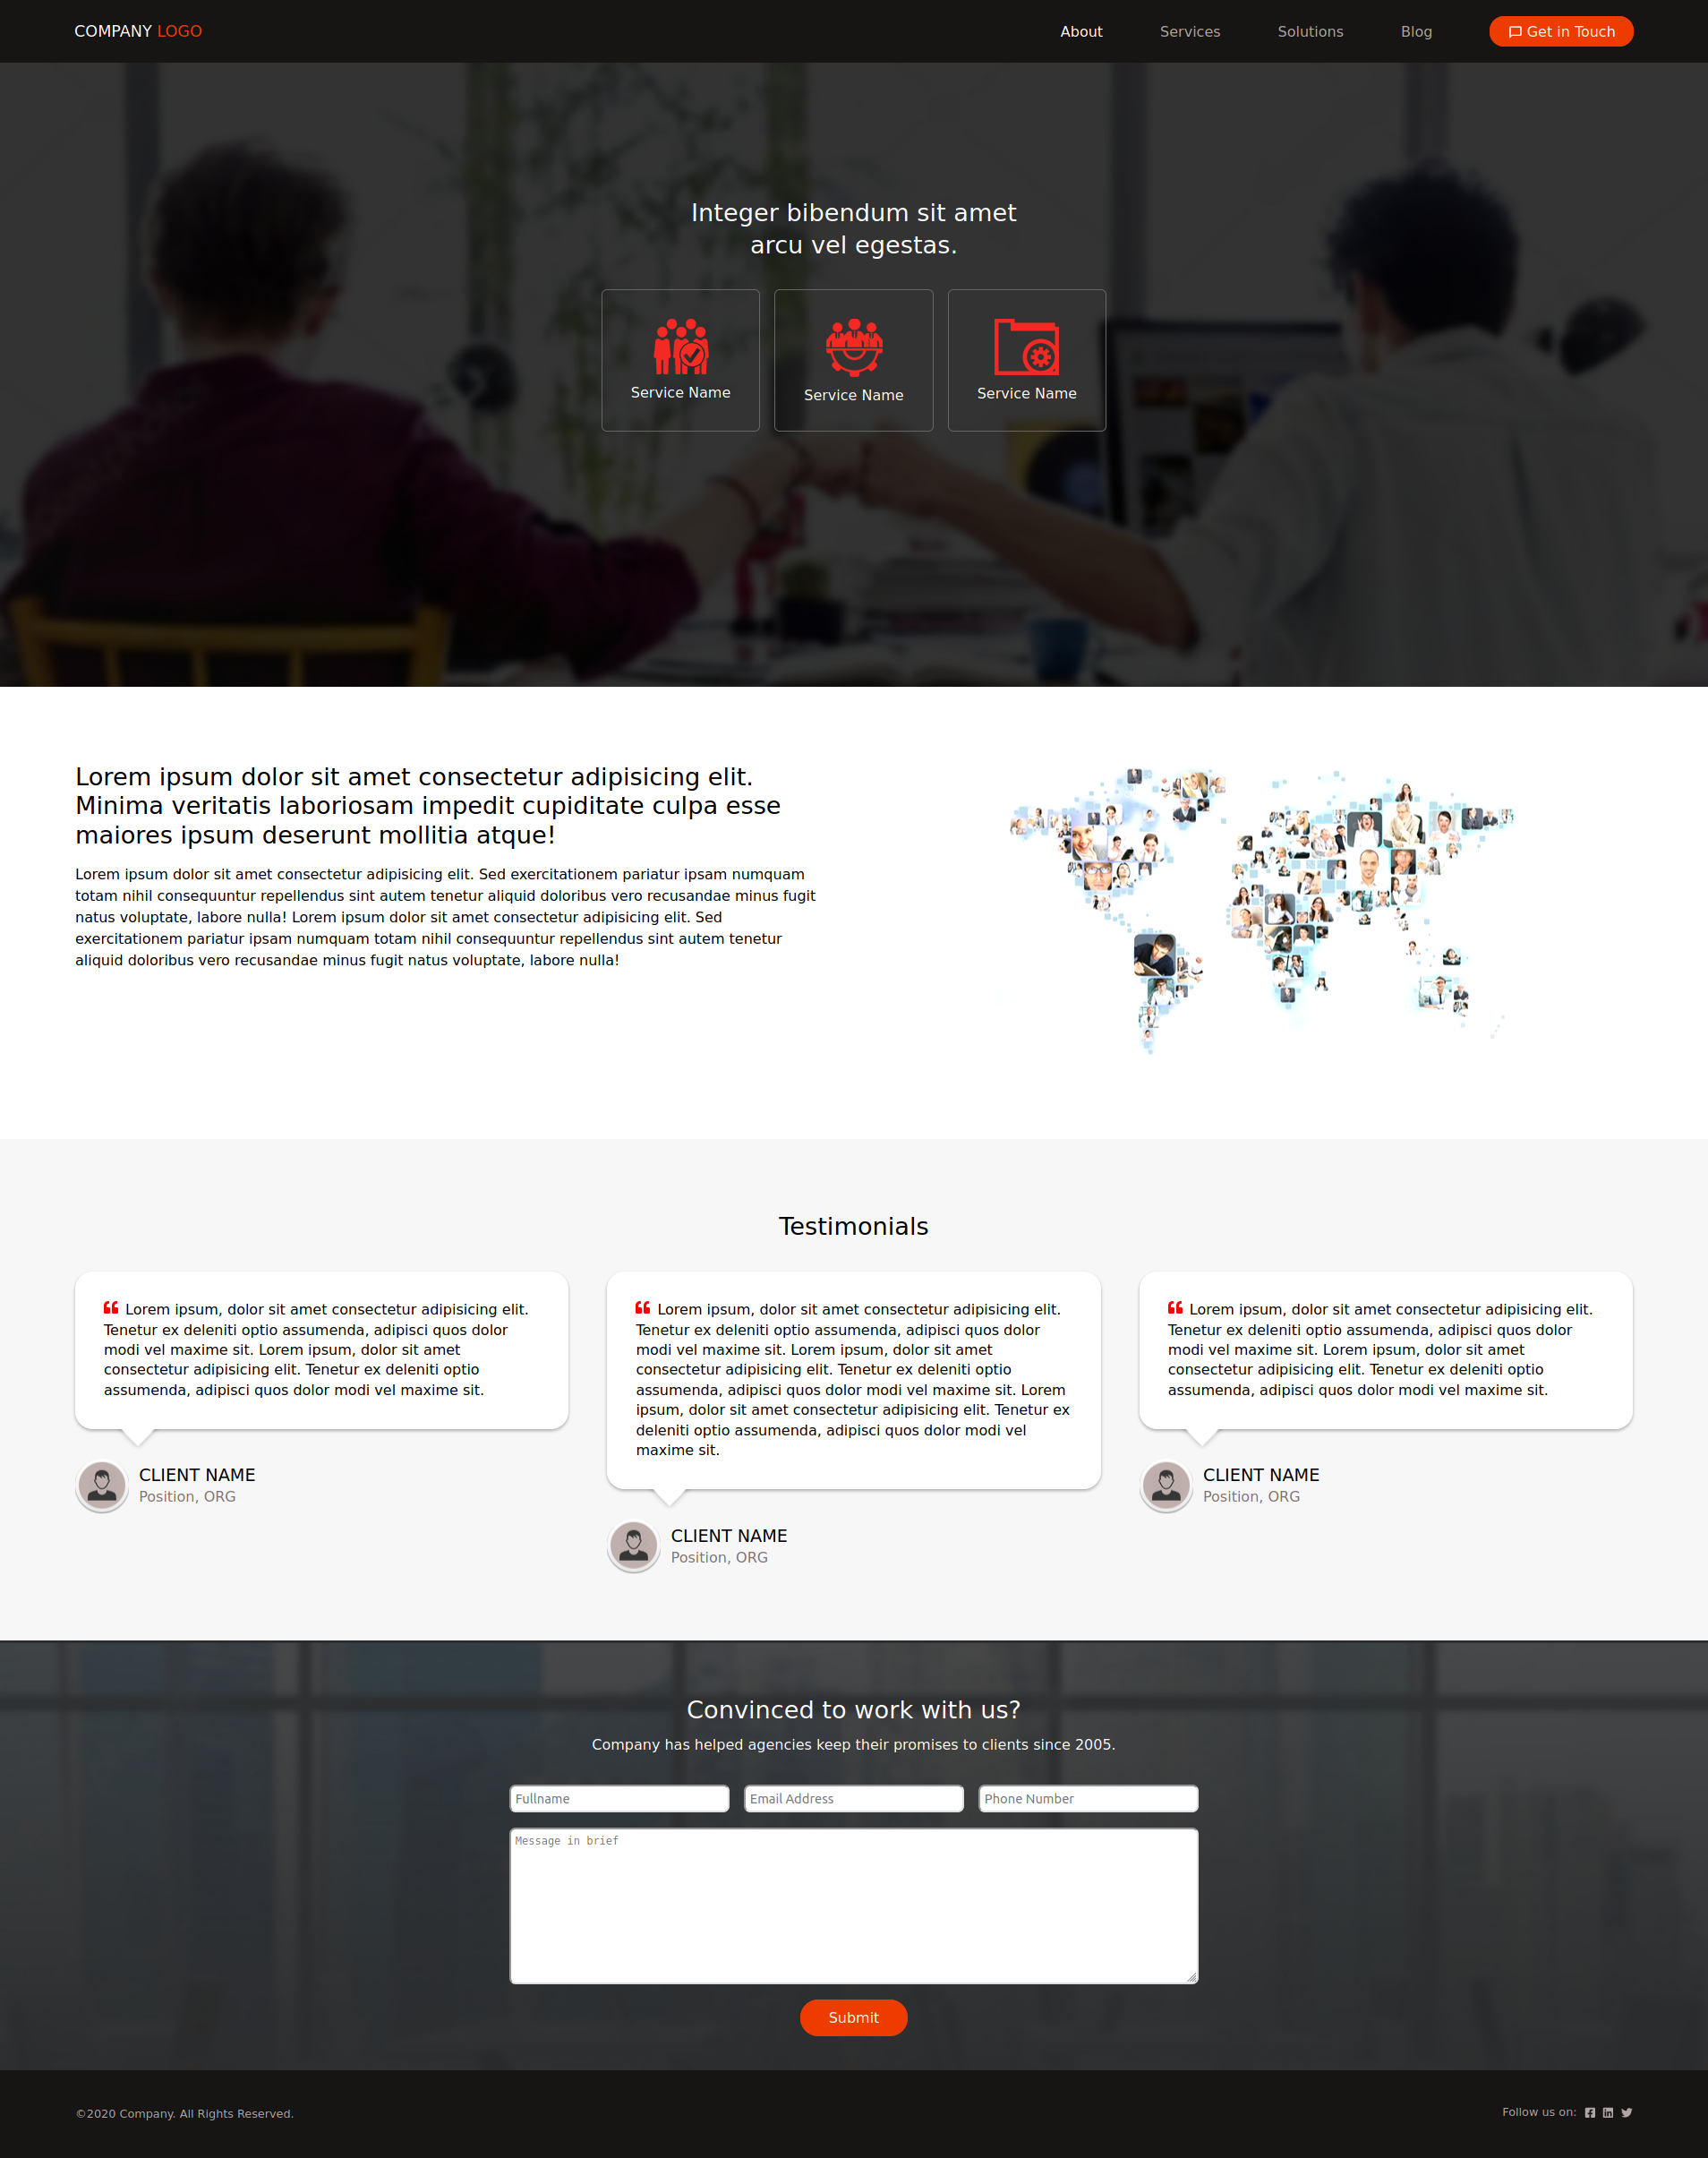 COMPANY LOGO
About
Services
Solutions
Blog
Get in Touch
Integer bibendum sit amet
arcu vel egestas.
Service Name
Service Name
Service Name
Lorem ipsum dolor sit amet consectetur adipisicing elit.
Minima veritatis laboriosam impedit cupiditate culpa esse
maiores ipsum deserunt mollitia atque!
Lorem ipsum dolor sit amet consectetur adipisicing elit. Sed exercitationem pariatur ipsam numquam
totam nihil consequuntur repellendus sint autem tenetur aliquid doloribus vero recusandae minus fugit
natus voluptate, labore nulla! Lorem ipsum dolor sit amet consectetur adipisicing elit. Sed
exercitationem pariatur ipsam numquam totam nihil consequuntur repellendus sint autem tenetur
aliquid doloribus vero recusandae minus fugit natus voluptate, labore nulla!
Testimonials
❝ Lorem ipsum, dolor sit amet consectetur adipisicing elit.
Tenetur ex deleniti optio assumenda, adipisci quos dolor
modi vel maxime sit. Lorem ipsum, dolor sit amet
consectetur adipisicing elit. Tenetur ex deleniti optio
assumenda, adipisci quos dolor modi vel maxime sit.
CLIENT NAME
Position, ORG
❝ Lorem ipsum, dolor sit amet consectetur adipisicing elit.
Tenetur ex deleniti optio assumenda, adipisci quos dolor
modi vel maxime sit. Lorem ipsum, dolor sit amet
consectetur adipisicing elit. Tenetur ex deleniti optio
assumenda, adipisci quos dolor modi vel maxime sit. Lorem
ipsum, dolor sit amet consectetur adipisicing elit. Tenetur ex
deleniti optio assumenda, adipisci quos dolor modi vel
maxime sit.
CLIENT NAME
Position, ORG
❝ Lorem ipsum, dolor sit amet consectetur adipisicing elit.
Tenetur ex deleniti optio assumenda, adipisci quos dolor
modi vel maxime sit. Lorem ipsum, dolor sit amet
consectetur adipisicing elit. Tenetur ex deleniti optio
assumenda, adipisci quos dolor modi vel maxime sit.
CLIENT NAME
Position, ORG
Convinced to work with us?
Company has helped agencies keep their promises to clients since 2005.
Fullname
Email Address
Phone Number
Message in brief
Submit
©2020 Company. All Rights Reserved.
Follow us on: